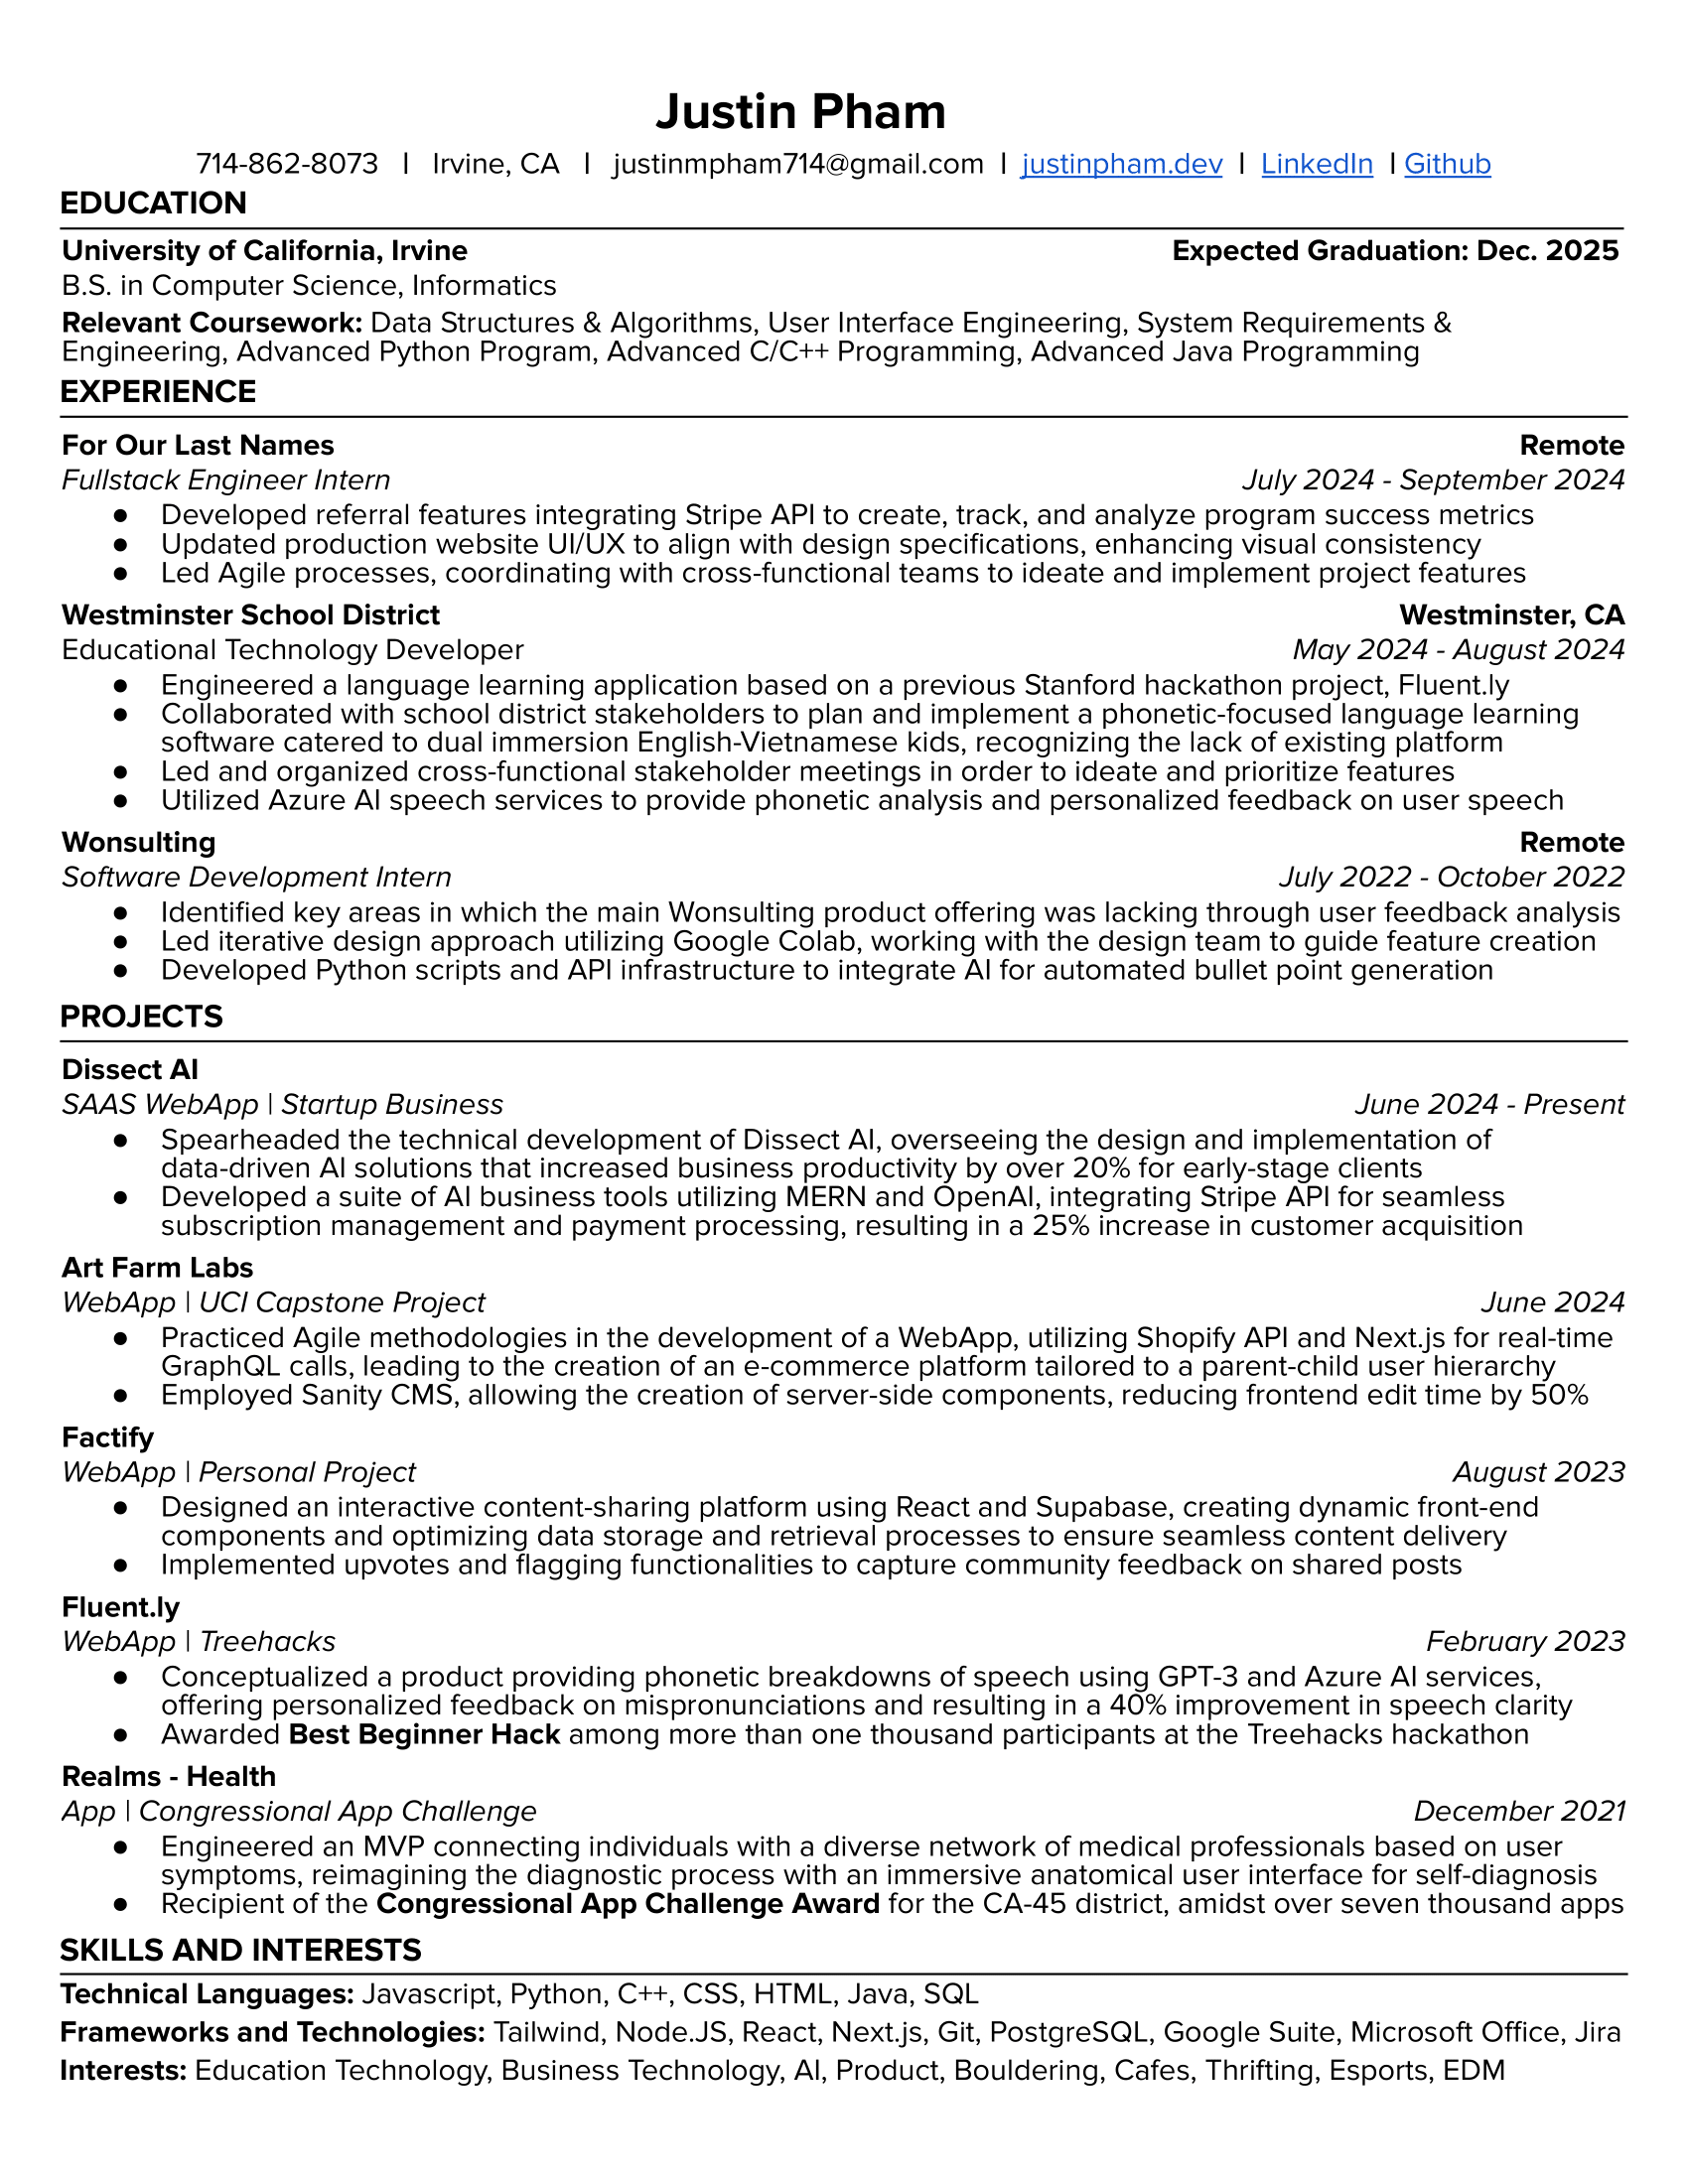 Justin Pham
714-862-8073 | Irvine, CA | justinmpham714@gmail.com | justinpham.dev | LinkedIn | Github
EDUCATION
University of California, Irvine Expected Graduation: Dec. 2025
B.S. in Computer Science, Informatics
Relevant Coursework: Data Structures & Algorithms, User Interface Engineering, System Requirements &
Engineering, Advanced Python Program, Advanced C/C++ Programming, Advanced Java Programming
EXPERIENCE
For Our Last Names Remote
Fullstack Engineer Intern July 2024 - September 2024
● Developed referral features integrating Stripe API to create, track, and analyze program success metrics
● Updated production website UI/UX to align with design specifications, enhancing visual consistency
● Led Agile processes, coordinating with cross-functional teams to ideate and implement project features
Westminster School District Westminster, CA
Educational Technology Developer May 2024 - August 2024
● Engineered a language learning application based on a previous Stanford hackathon project, Fluent.ly
● Collaborated with school district stakeholders to plan and implement a phonetic-focused language learning
software catered to dual immersion English-Vietnamese kids, recognizing the lack of existing platform
● Led and organized cross-functional stakeholder meetings in order to ideate and prioritize features
● Utilized Azure AI speech services to provide phonetic analysis and personalized feedback on user speech
Wonsulting Remote
Software Development Intern July 2022 - October 2022
● Identified key areas in which the main Wonsulting product offering was lacking through user feedback analysis
● Led iterative design approach utilizing Google Colab, working with the design team to guide feature creation
● Developed Python scripts and API infrastructure to integrate AI for automated bullet point generation
PROJECTS
Dissect AI
SAAS WebApp | Startup Business June 2024 - Present
● Spearheaded the technical development of Dissect AI, overseeing the design and implementation of
data-driven AI solutions that increased business productivity by over 20% for early-stage clients
● Developed a suite of AI business tools utilizing MERN and OpenAI, integrating Stripe API for seamless
subscription management and payment processing, resulting in a 25% increase in customer acquisition
Art Farm Labs
WebApp | UCI Capstone Project June 2024
● Practiced Agile methodologies in the development of a WebApp, utilizing Shopify API and Next.js for real-time
GraphQL calls, leading to the creation of an e-commerce platform tailored to a parent-child user hierarchy
● Employed Sanity CMS, allowing the creation of server-side components, reducing frontend edit time by 50%
Factify
WebApp | Personal Project August 2023
● Designed an interactive content-sharing platform using React and Supabase, creating dynamic front-end
components and optimizing data storage and retrieval processes to ensure seamless content delivery
● Implemented upvotes and flagging functionalities to capture community feedback on shared posts
Fluent.ly
WebApp | Treehacks February 2023
● Conceptualized a product providing phonetic breakdowns of speech using GPT-3 and Azure AI services,
offering personalized feedback on mispronunciations and resulting in a 40% improvement in speech clarity
● Awarded Best Beginner Hack among more than one thousand participants at the Treehacks hackathon
Realms - Health
App | Congressional App Challenge December 2021
● Engineered an MVP connecting individuals with a diverse network of medical professionals based on user
symptoms, reimagining the diagnostic process with an immersive anatomical user interface for self-diagnosis
● Recipient of the Congressional App Challenge Award for the CA-45 district, amidst over seven thousand apps
SKILLS AND INTERESTS
Technical Languages: Javascript, Python, C++, CSS, HTML, Java, SQL
Frameworks and Technologies: Tailwind, Node.JS, React, Next.js, Git, PostgreSQL, Google Suite, Microsoft Office, Jira
Interests: Education Technology, Business Technology, AI, Product, Bouldering, Cafes, Thrifting, Esports, EDM